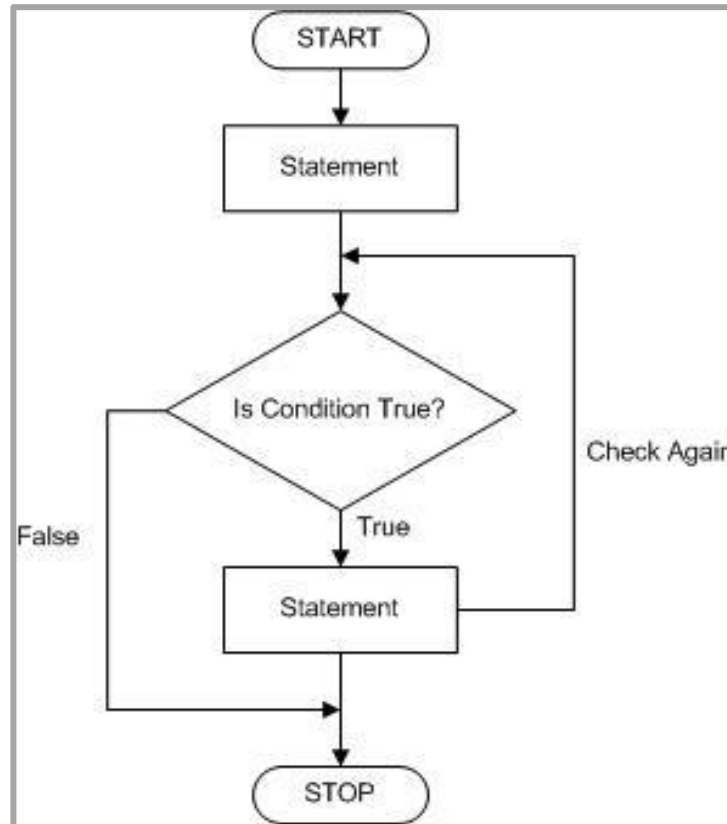 START
Statement
Is Condition True?
Check Again
False
True
Statement
STOP